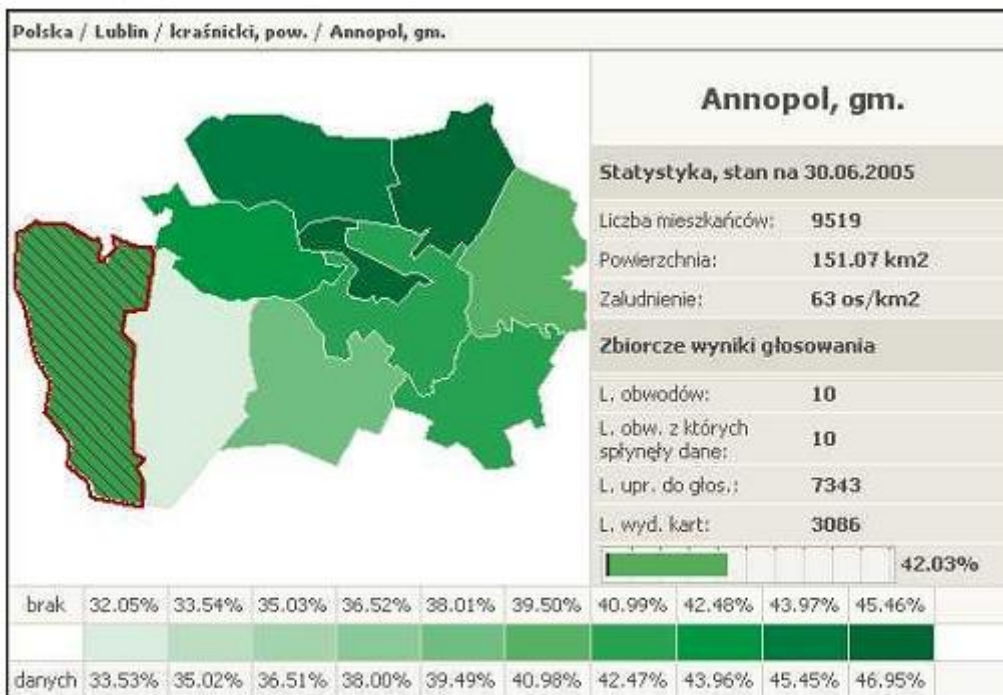 Polska / Lublin / kraśnicki, pow. / Annopol, gm.
Annopol, gm.
Statystyka, stan na 30.06.2005
Liczba mieszkańców: 9519
Powierzchnia: 151.07 km2
Zaludnienie: 63 os/km2
Zbiorcze wyniki głosowania
L. obwodów: 10
L. obw. z których
spłynęły dane: 10
L. upr. do głos.: 7343
L. wyd. kart: 3086
42.03%
brak 32.05% 33.54% 35.03% 36.52% 38.01% 39.50% 40.99% 42.48% 43.97% 45.46%
danych 33.53% 35.02% 36.51% 38.00% 39.49% 40.98% 42.47% 43.96% 45.45% 46.95%